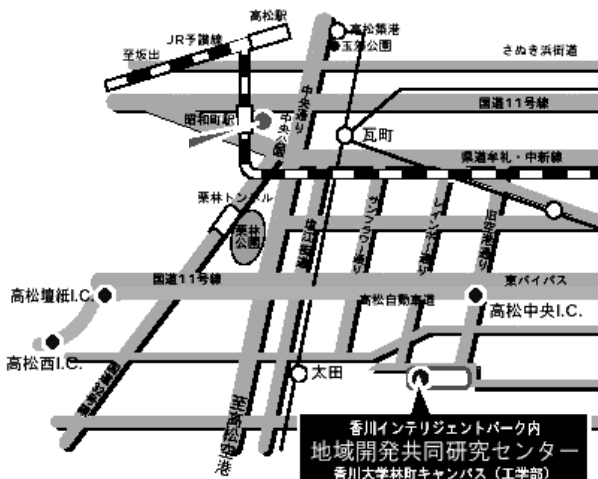 高松駅
JR予讃線
至坂出
高松築港
玉藻公園
さぬき浜街道
中央通り
国道11号線
昭和町駅
中央公園
瓦町
県道牟礼・中新線
栗林トンネル
栗林
公園
塩江街道
サンフラワー通り
レインボー通り
旧空港通り
国道11号線
東バイパス
高松檀紙I.C.
高松自動車道
高松中央I.C.
高松西I.C.
太田
至高松空港
香川インテリジェントパーク内
地域開発共同研究センター
香川大学林町キャンパス（工学部）